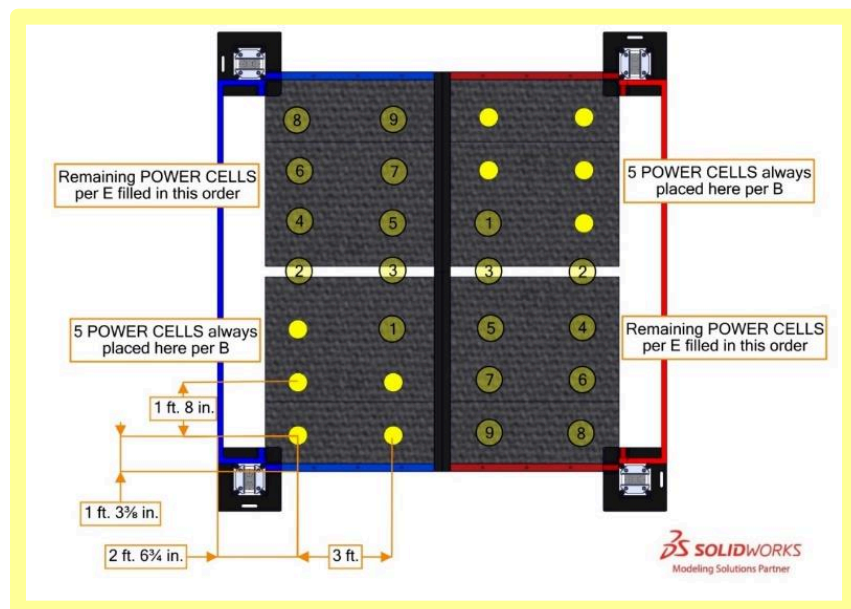 8 9
Remaining POWER CELLS
per E filled in this order
6 7
5 POWER CELLS always
placed here per B
4 5 1
2 3 3 2
5 POWER CELLS always
placed here per B
1 5 4
Remaining POWER CELLS
per E filled in this order
1 ft. 8 in.
7 6
9 8
1 ft. 3⅜ in.
2 ft. 6¾ in.
3 ft.
3S SOLIDWORKS
Modeling Solutions Partner